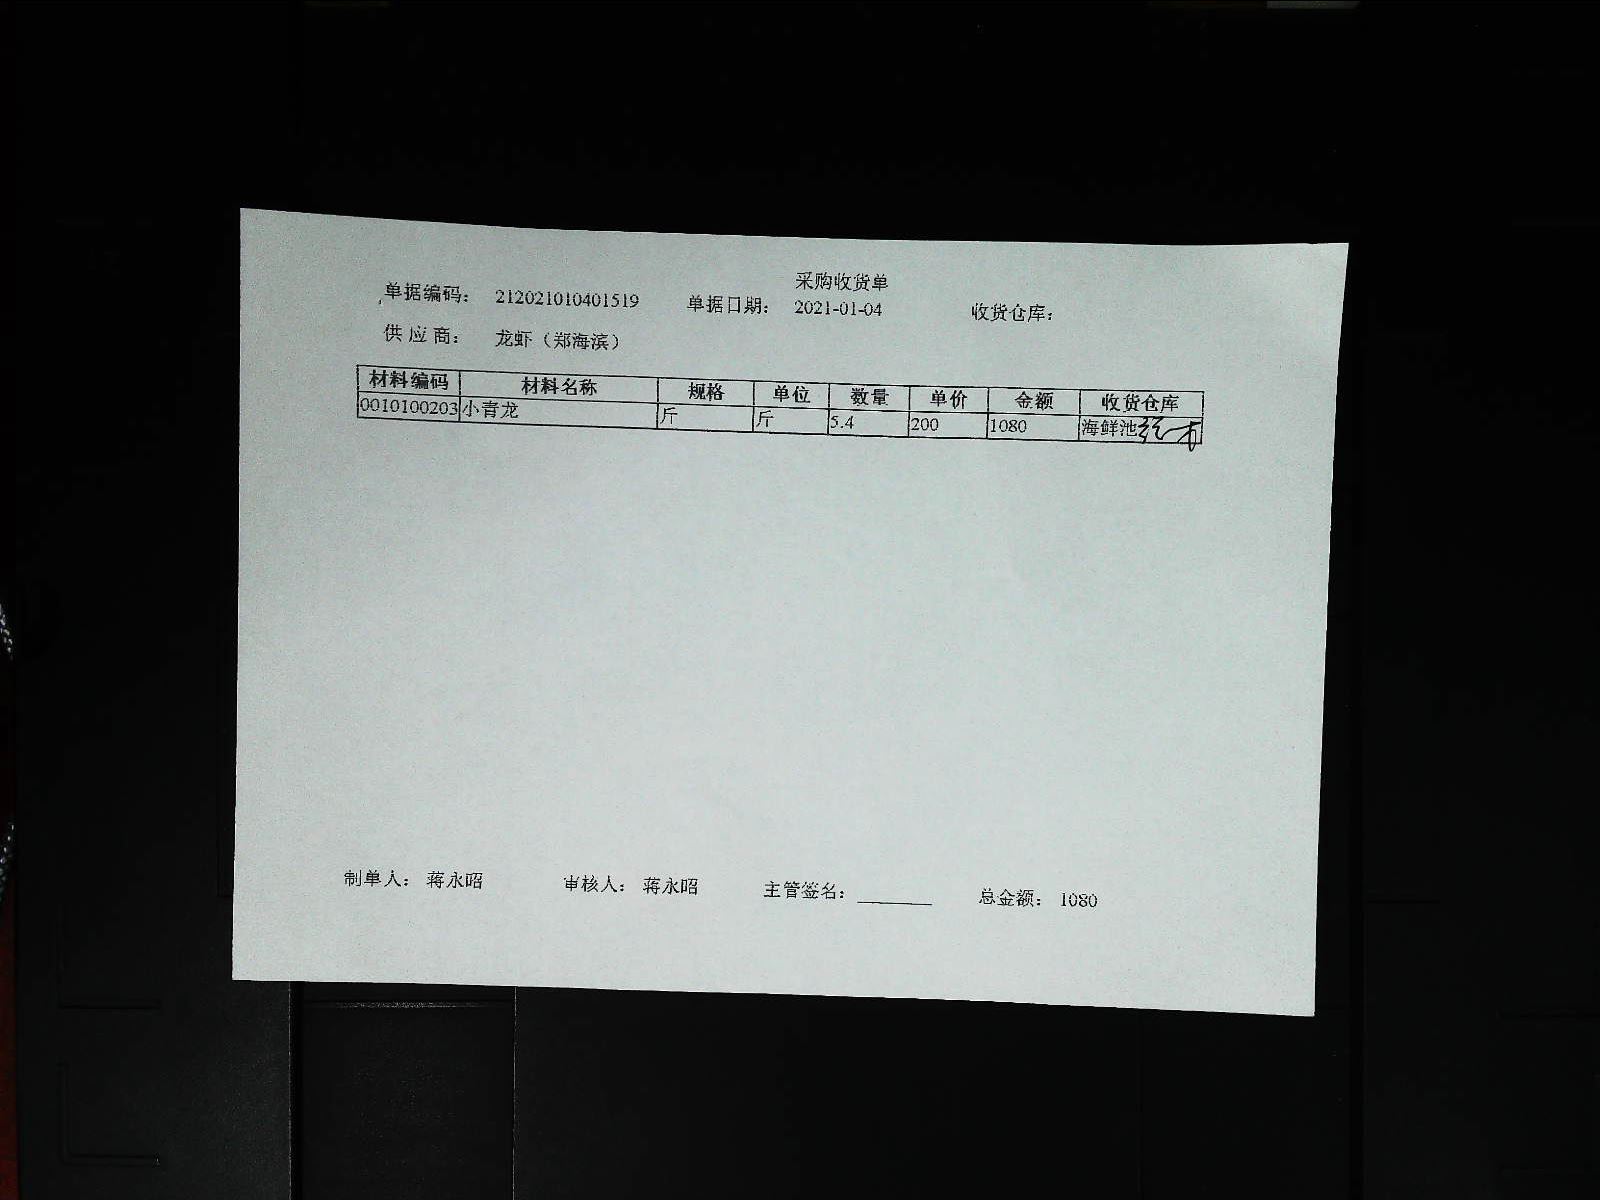 采购收货单
单据编码： 212021010401519 单据日期： 2021-01-04 收货仓库：
供应商： 龙虾（郑海滨）
材料编码 材料名称 规格 单位 数量 单价 金额 收货仓库
0010100203 小青龙 斤 斤 5.4 200 1080 海鲜池
制单人： 蒋永昭 审核人： 蒋永昭 主管签名： 总金额： 1080